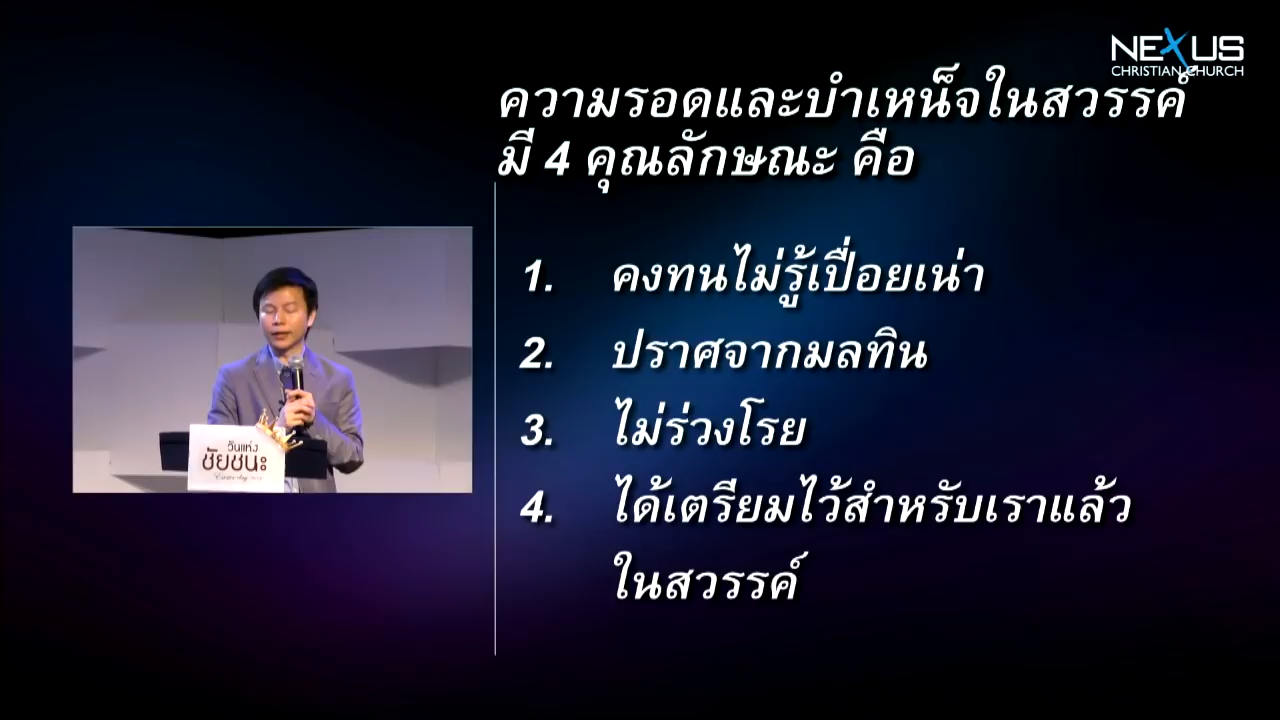 NEXUS
CHRISTIAN CHURCH
ความรอดและบำเหน็จในสวรรค์
มี 4 คุณลักษณะ คือ
1. คงทนไม่รู้เปื่อยเน่า
2. ปราศจากมลทิน
3. ไม่ร่วงโรย
4. ได้เตรียมไว้สำหรับเราแล้ว
ในสวรรค์
วันแห่ง
ชัยชนะ